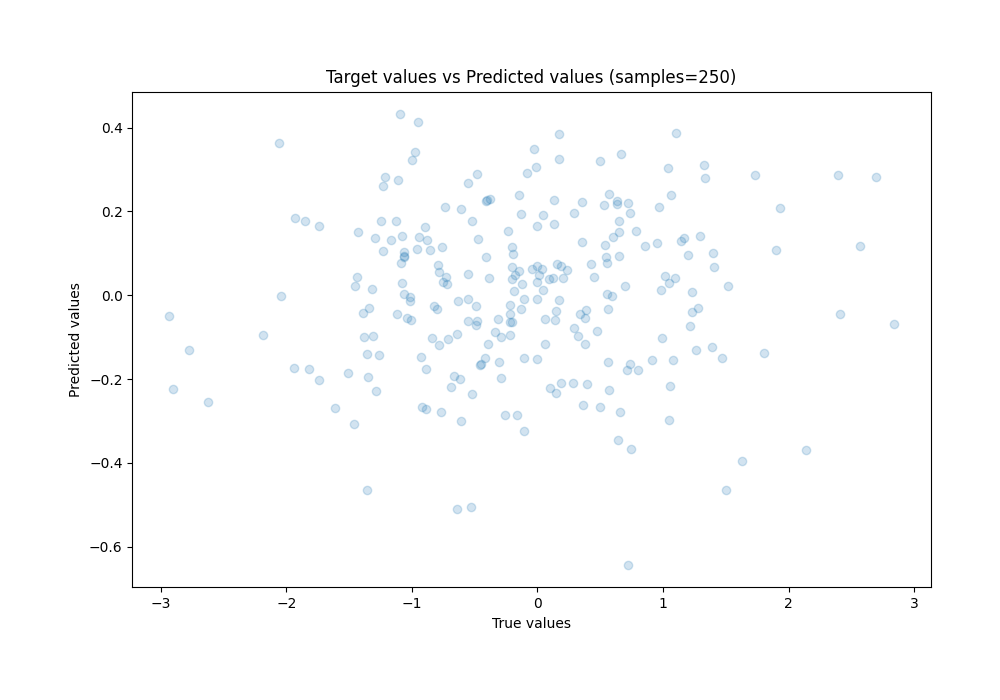 Target values vs Predicted values (samples=250)
Predicted values
0.4
0.2
0.0
−0.2
−0.4
−0.6
−3 −2 −1 0 1 2 3
True values